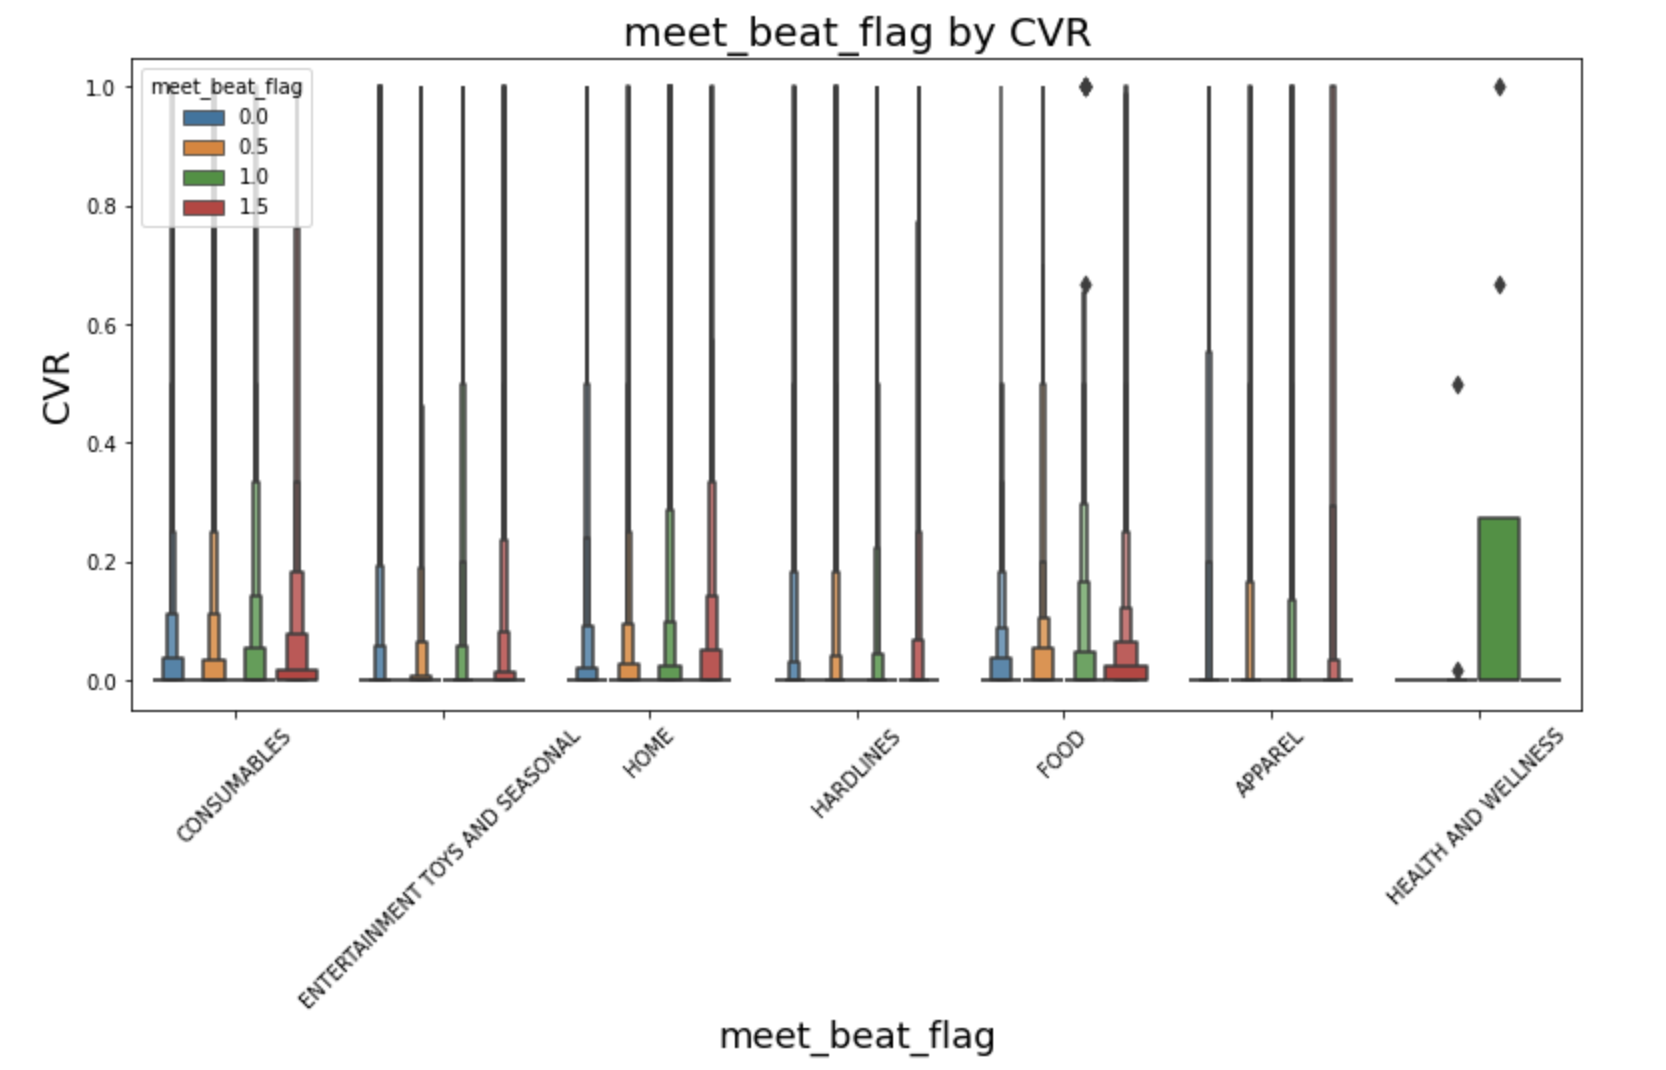 meet_beat_flag by CVR
meet_beat_flag
0.0
0.5
1.0
1.5
CVR
1.0
0.8
0.6
0.4
0.2
0.0
CONSUMABLES
ENTERTAINMENT TOYS AND SEASONAL
HOME
HARDLINES
FOOD
APPAREL
HEALTH AND WELLNESS
meet_beat_flag